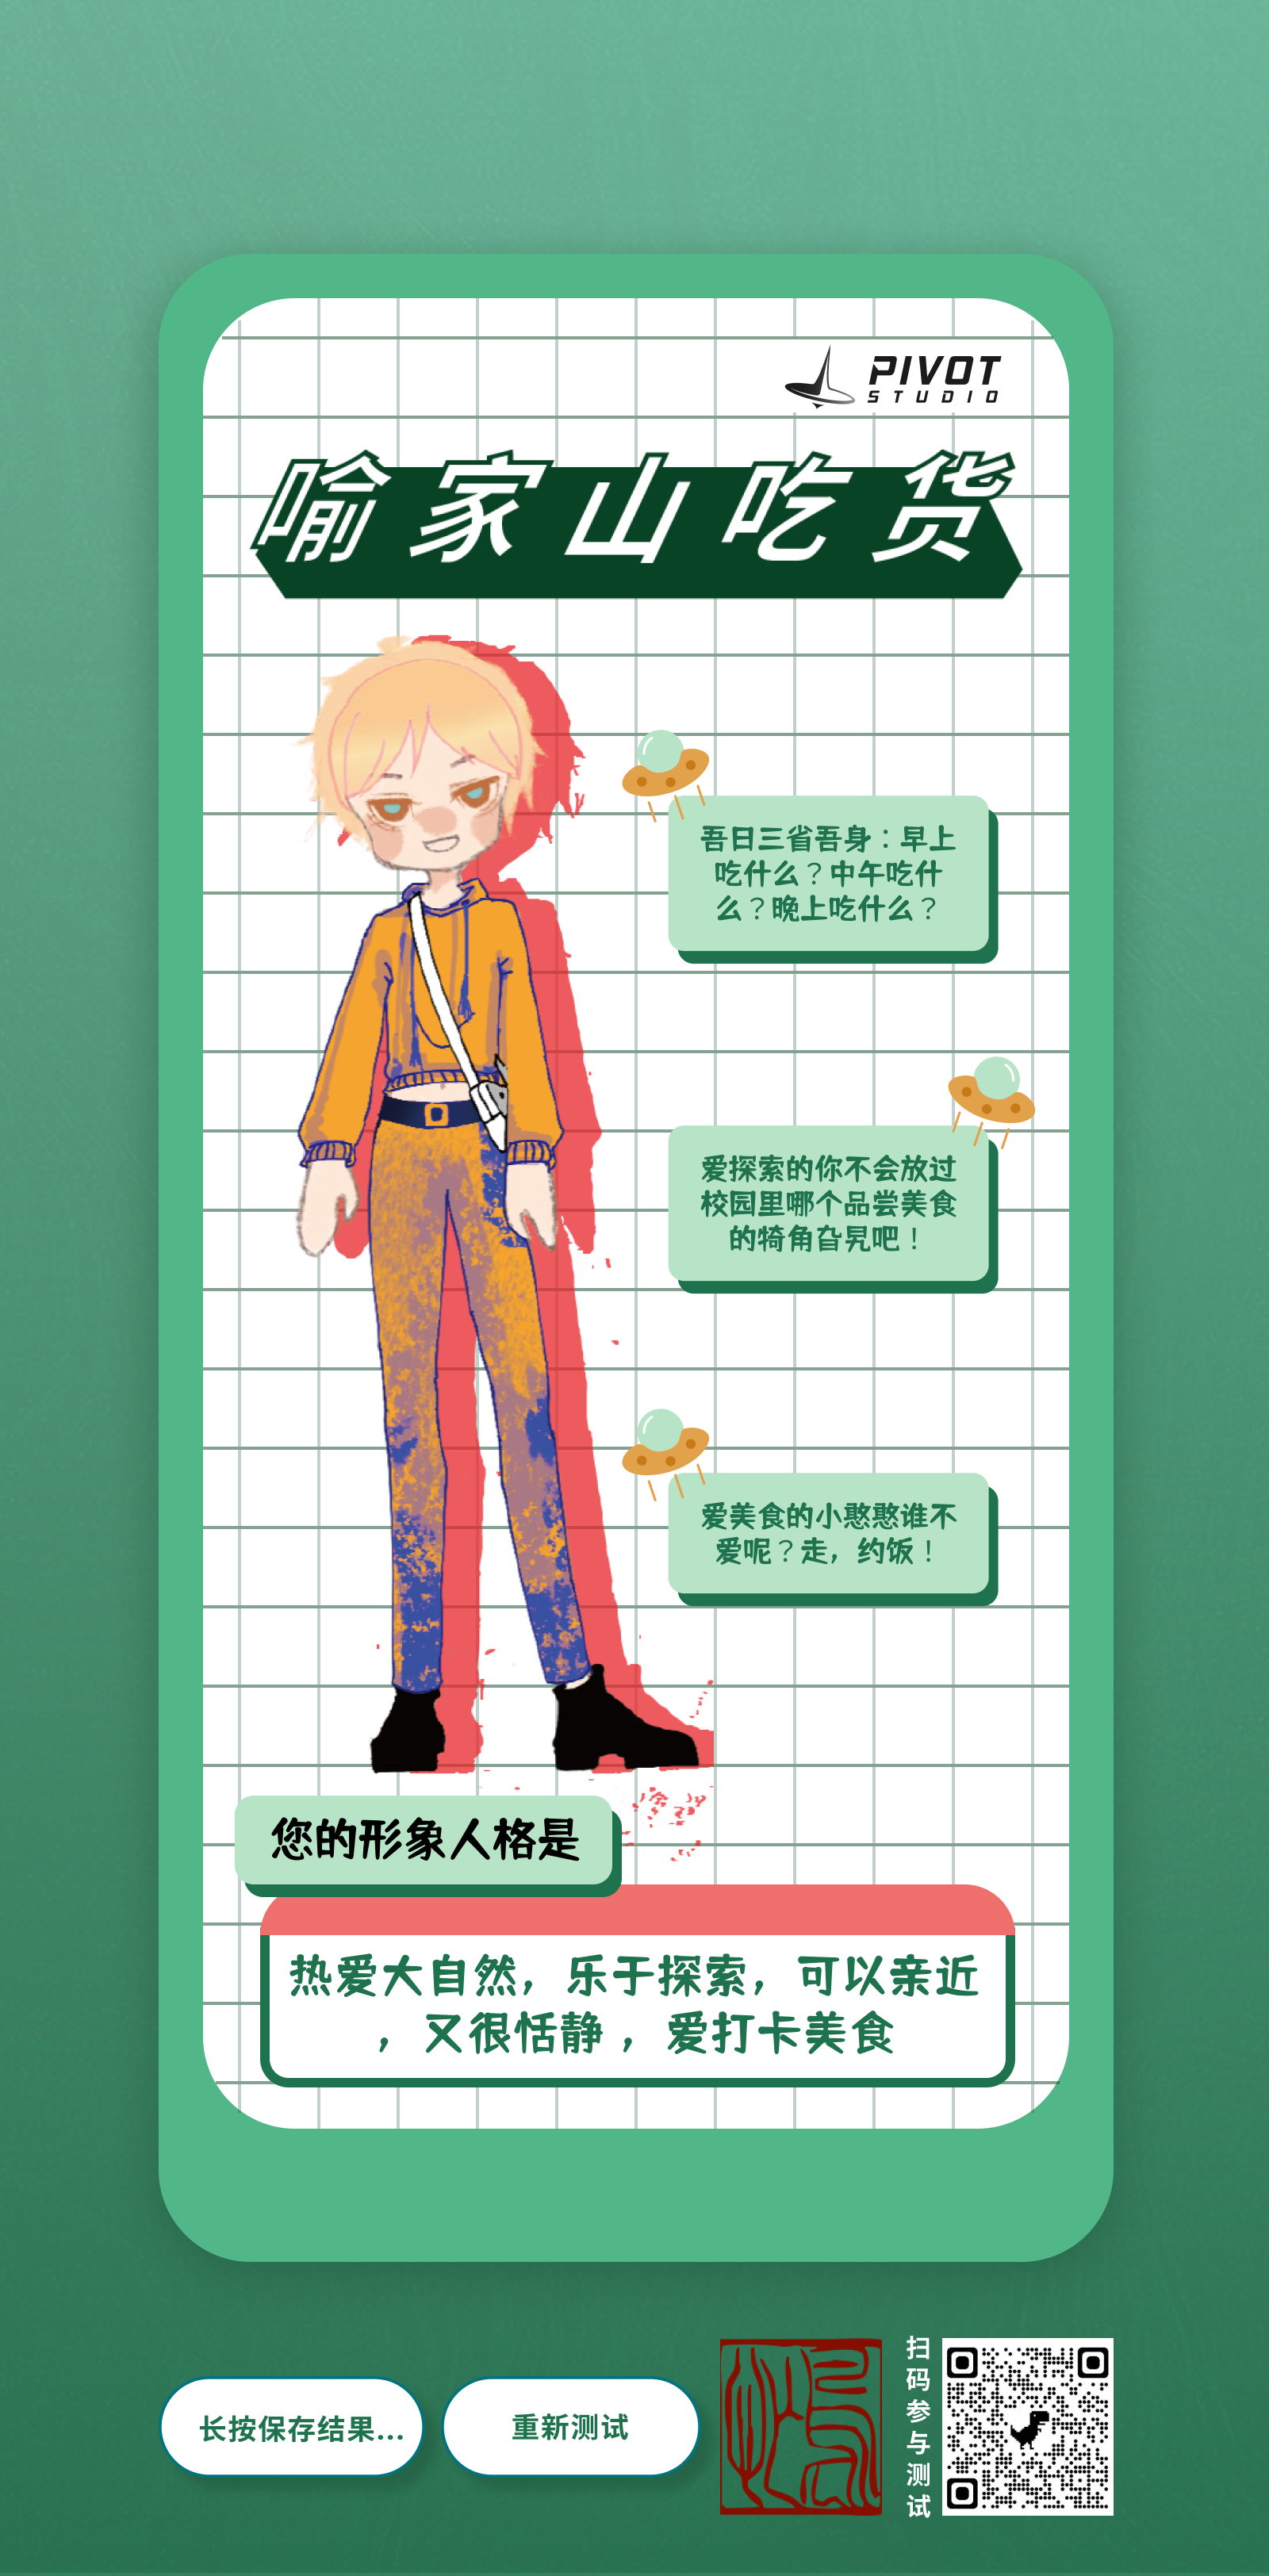 PIVOT
STUDIO
喻家山吃货
吾日三省吾身：早上
吃什么？中午吃什
么？晚上吃什么？
爱探索的你不会放过
校园里哪个品尝美食
的犄角旮旯吧！
爱美食的小憨憨谁不
爱呢？走，约饭！
您的形象人格是
热爱大自然，乐于探索，可以亲近
，又很恬静 ，爱打卡美食
长按保存结果...
重新测试
扫码参与测试